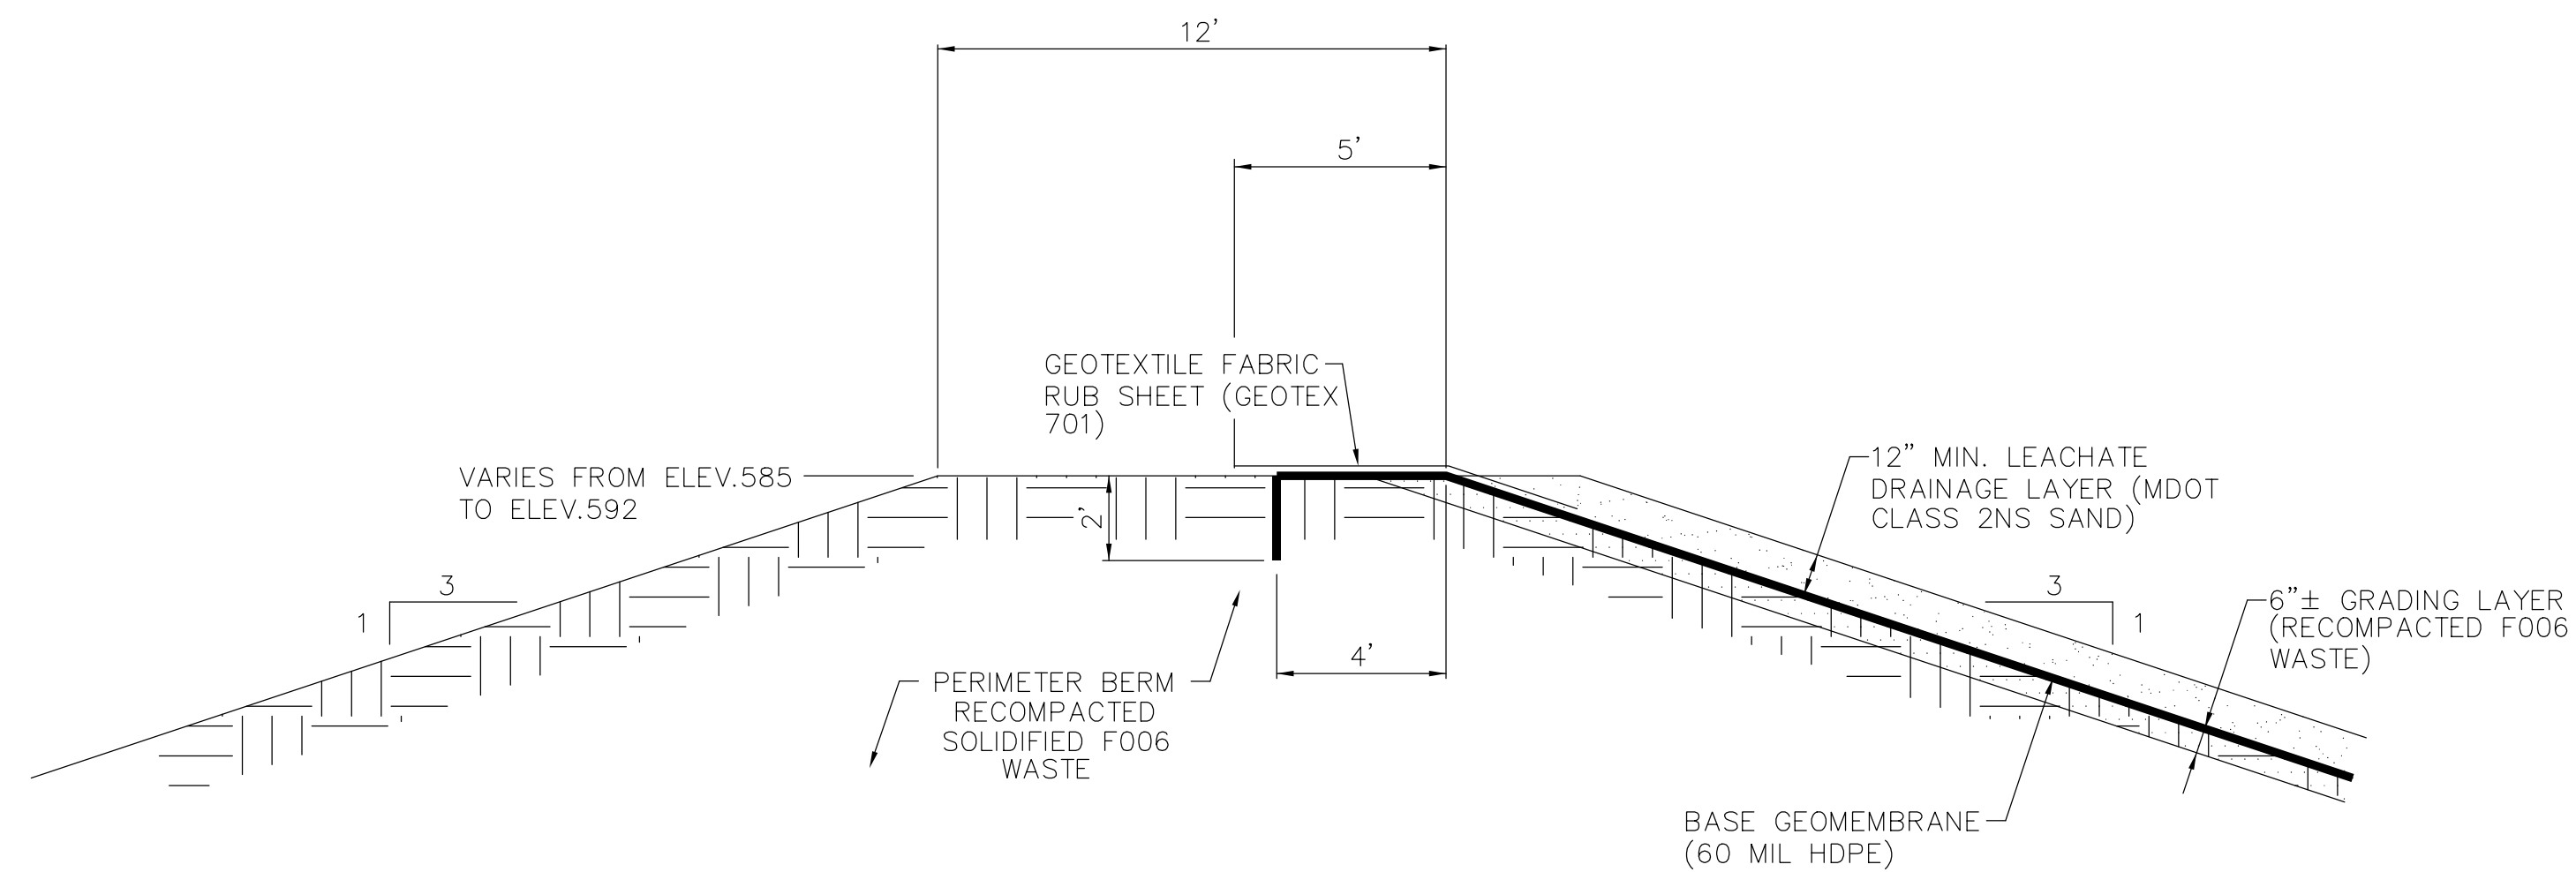 12’
5’
GEOTEXTILE FABRIC
RUB SHEET (GEOTEX
701)
VARIES FROM ELEV.585
TO ELEV.592
12” MIN. LEACHATE
DRAINAGE LAYER (MDOT
CLASS 2NS SAND)
2’
3
1
3
1
6”± GRADING LAYER
(RECOMPACTED F006
WASTE)
4’
PERIMETER BERM
RECOMPACTED
SOLIDIFIED F006
WASTE
BASE GEOMEMBRANE
(60 MIL HDPE)